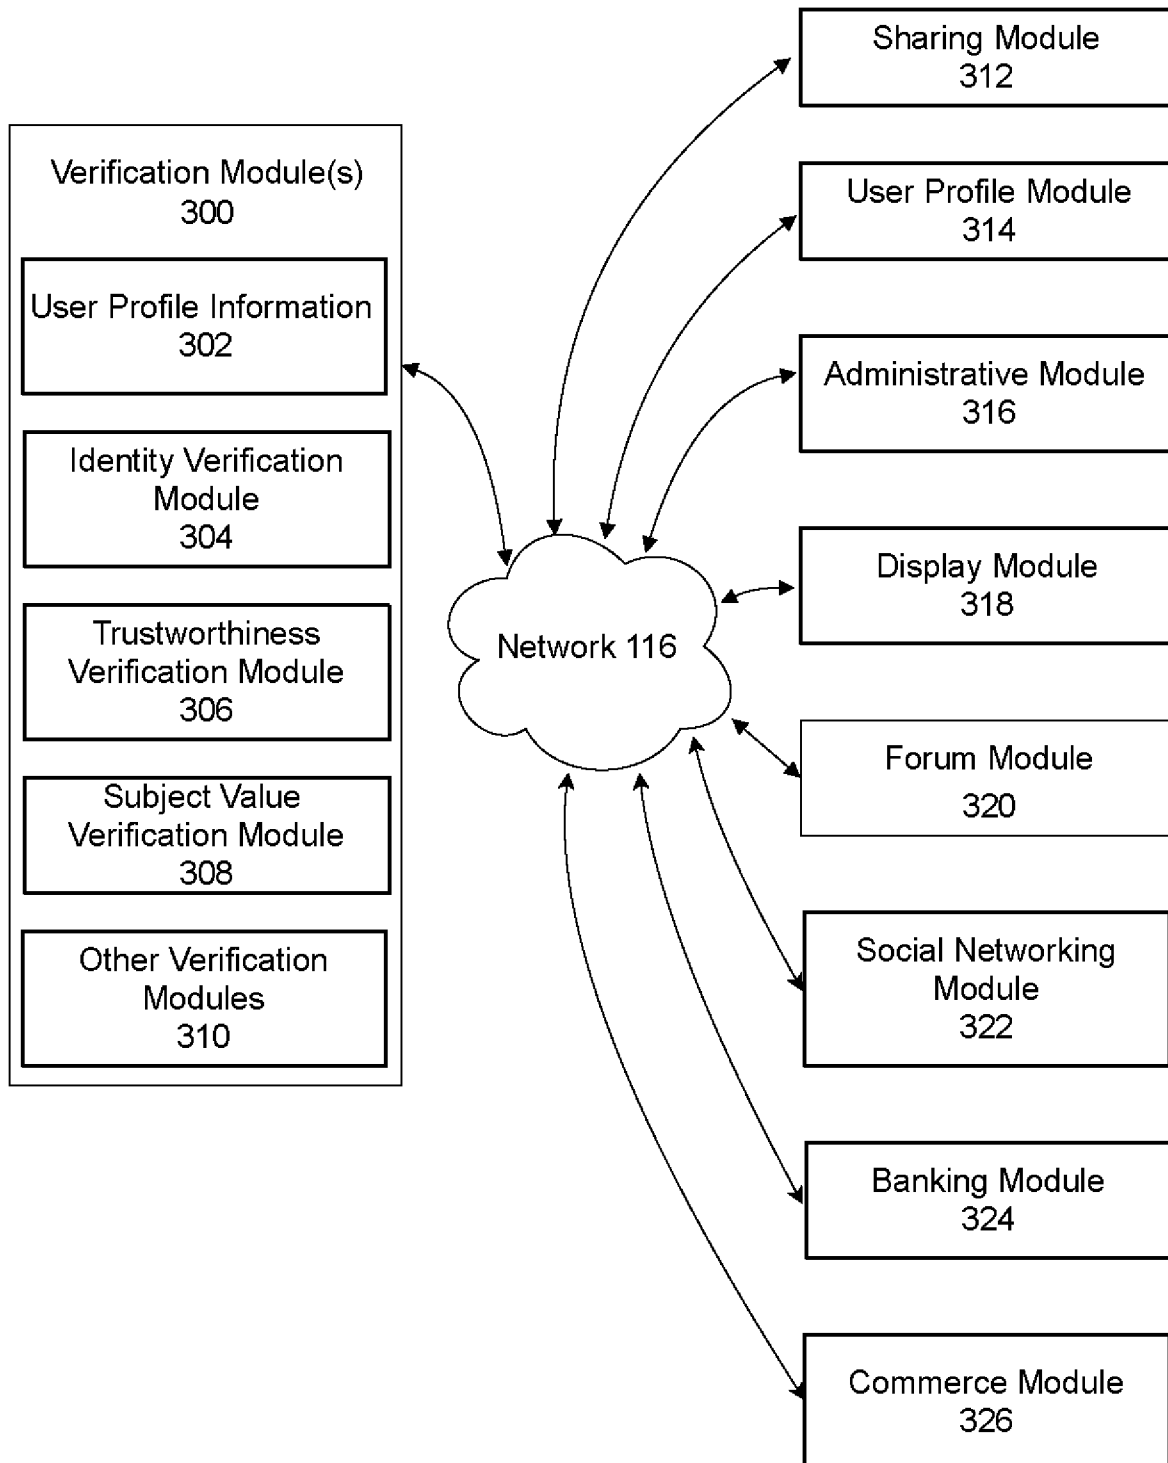 Verification Module(s)
300
User Profile Information
302
Identity Verification
Module
304
Trustworthiness
Verification Module
306
Subject Value
Verification Module
308
Other Verification
Modules
310
Network 116
Sharing Module
312
User Profile Module
314
Administrative Module
316
Display Module
318
Forum Module
320
Social Networking
Module
322
Banking Module
324
Commerce Module
326